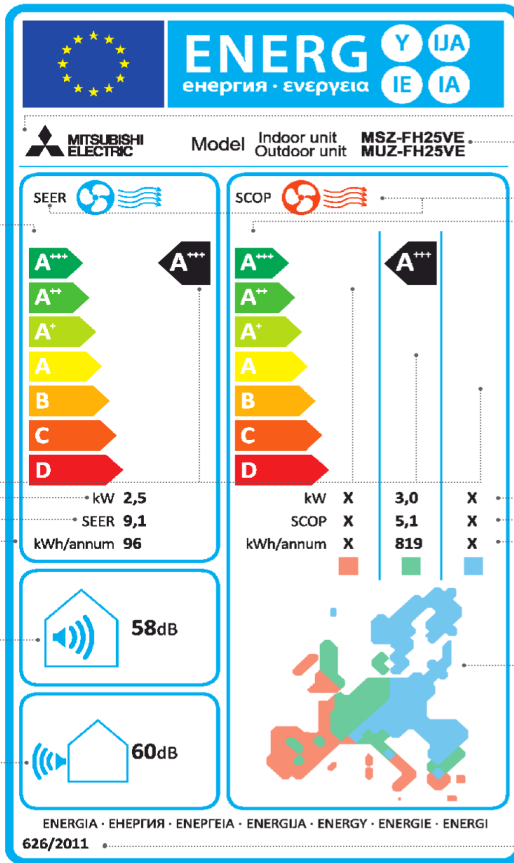 ENERG Y IJA
енергия · ενεργεια IE IA
MITSUBISHI
ELECTRIC
Model Indoor unit MSZ-FH25VE
Outdoor unit MUZ-FH25VE
SEER
A+++ A+++
A++
A+
A
B
C
D
kW 2,5
SEER 9,1
kWh/annum 96
SCOP
A+++ A+++
A++
A+
A
B
C
D
kW X 3,0 X
SCOP X 5,1 X
kWh/annum X 819 X
58dB
60dB
ENERGIA · ЕНЕРГИЯ · ΕΝΕΡΓΕΙΑ · ENERGIJA · ENERGY · ENERGIE · ENERGI
626/2011